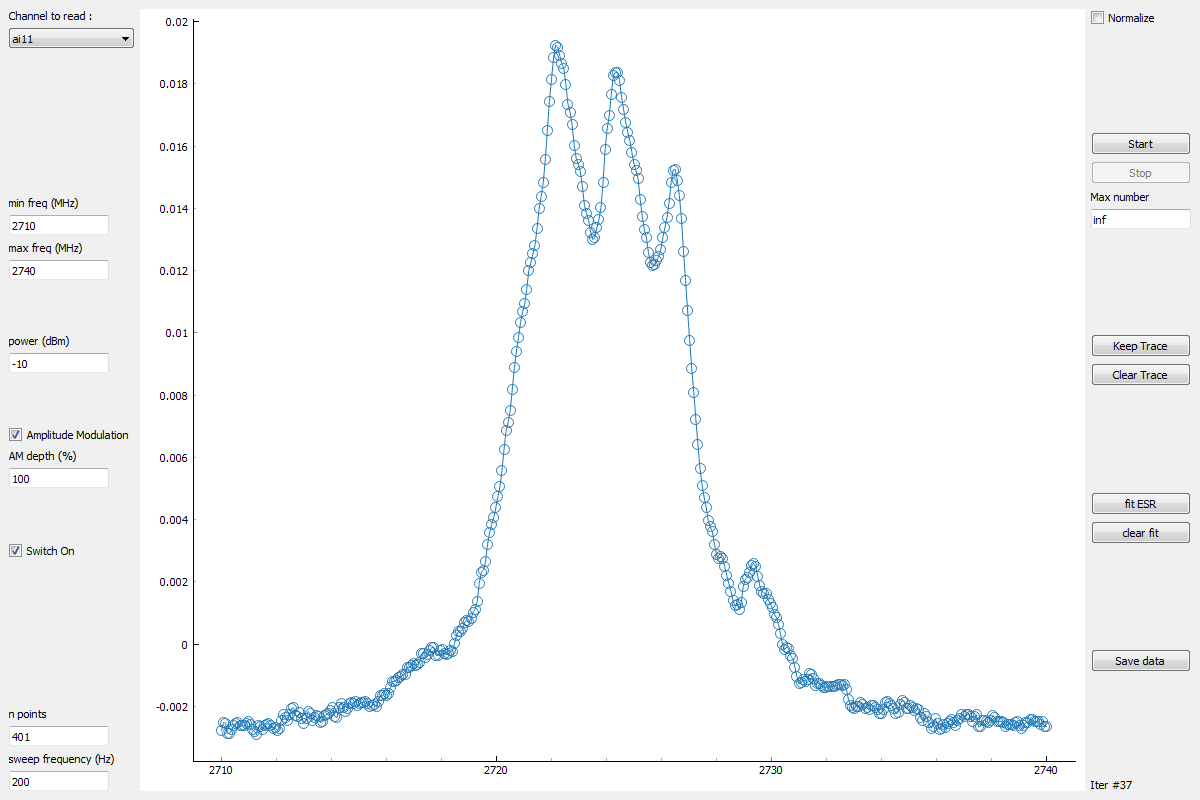 Channel to read :
ai11
min freq (MHz)
2710
max freq (MHz)
2740
power (dBm)
-10
Amplitude Modulation
AM depth (%)
100
Switch On
n points
401
sweep frequency (Hz)
200
0.02
0.018
0.016
0.014
0.012
0.01
0.008
0.006
0.004
0.002
0
-0.002
2710
2720
2730
2740
Normalize
Start
Stop
Max number
inf
Keep Trace
Clear Trace
fit ESR
clear fit
Save data
Iter #37